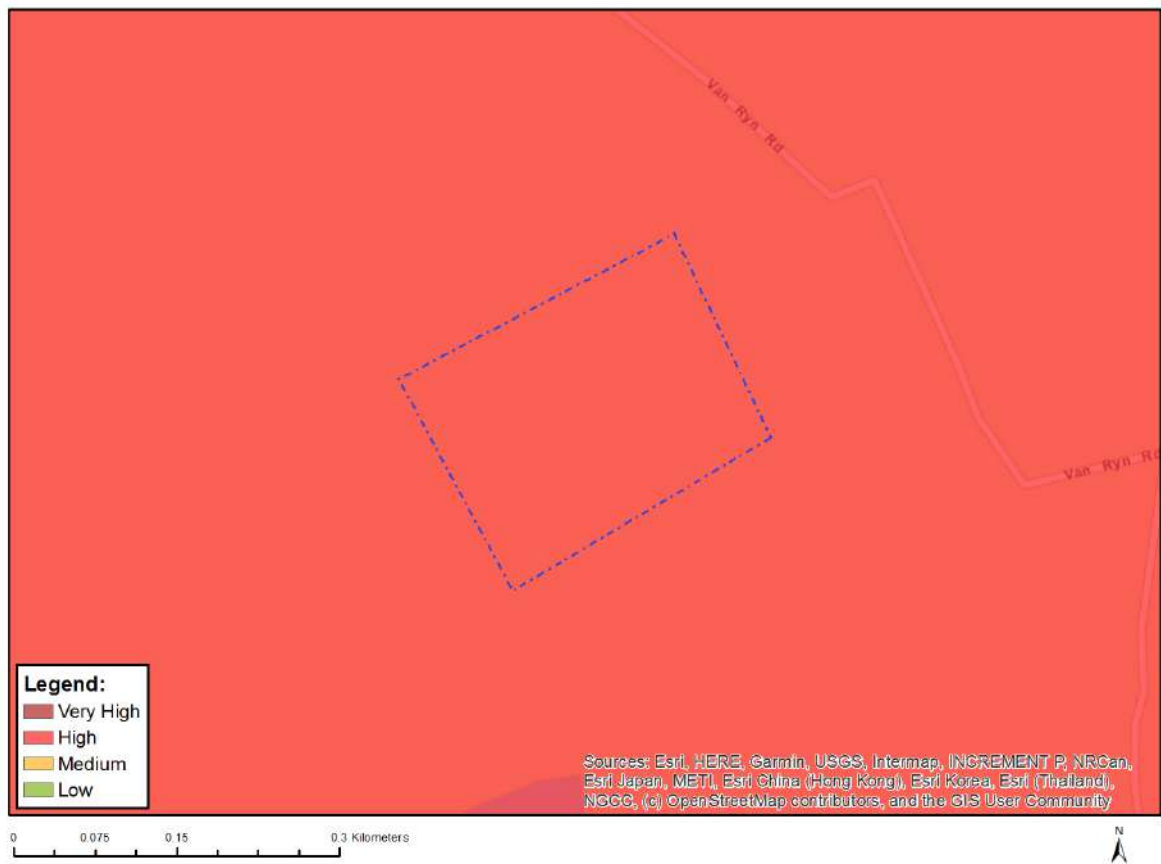 Van Ryn Rd
Van Ryn Rd
Legend:
Very High
High
Medium
Low
Sources: Esri, HERE, Garmin, USGS, Intermap, INCREMENT P, NRCan,
Esri Japan, METI, Esri China (Hong Kong), Esri Korea, Esri (Thailand),
NGCC, (c) OpenStreetMap contributors, and the GIS User Community
0 0.075 0.15 0.3 Kilometers
N